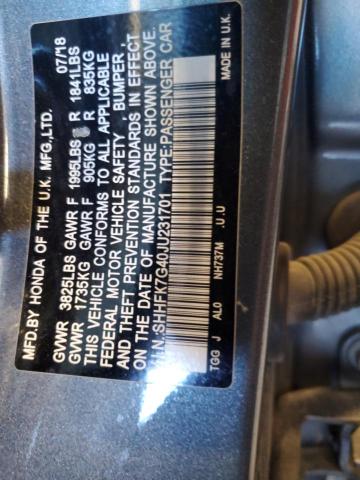 MFD.BY HONDA OF THE U.K. MFG.,LTD. 07/18
GVWR 3825LBS GAWR F 1995LBS R 1841LBS
GVWR 1735KG GAWR F 905KG R 835KG
THIS VEHICLE CONFORMS TO ALL APPLICABLE
FEDERAL MOTOR VEHICLE SAFETY, BUMPER,
AND THEFT PREVENTION STANDARDS IN EFFECT
ON THE DATE OF MANUFACTURE SHOWN ABOVE.
V.I.N.:SHHFK7G40JU231701 TYPE:PASSENGER CAR
TGG J AL0 NH737M .U.U